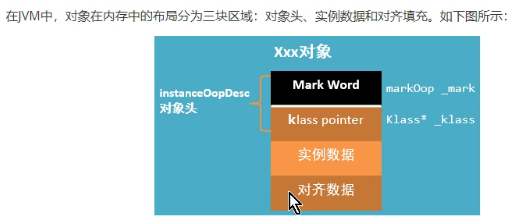 在JVM中，对象在内存中的布局分为三块区域：对象头、实例数据和对齐填充。如下图所示：
Xxx对象
instanceOopDesc
对象头
Mark Word
markOop _mark
klass pointer
Klass* _klass
实例数据
对齐数据